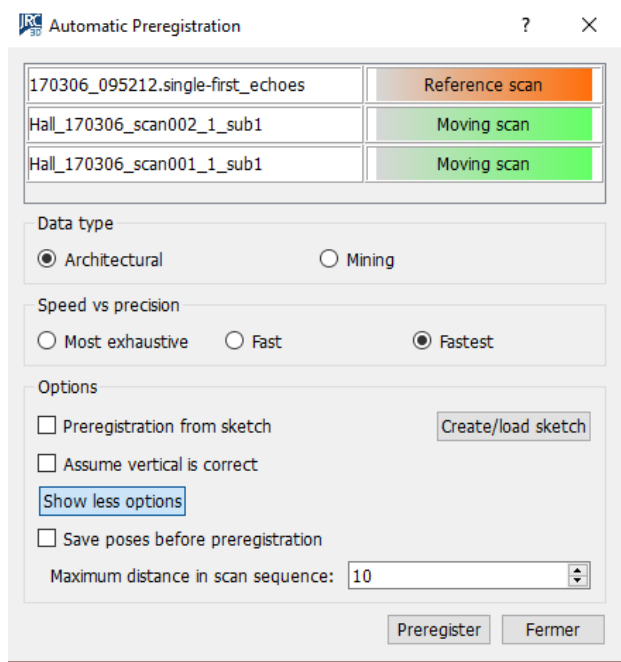 JRC 3D Automatic Preregistration ?
170306_095212.single-first_echoes Reference scan
Hall_170306_scan002_1_sub1 Moving scan
Hall_170306_scan001_1_sub1 Moving scan
Data type
Architectural Mining
Speed vs precision
Most exhaustive Fast Fastest
Options
Preregistration from sketch Create/load sketch
Assume vertical is correct
Show less options
Save poses before preregistration
Maximum distance in scan sequence: 10
Preregister Fermer